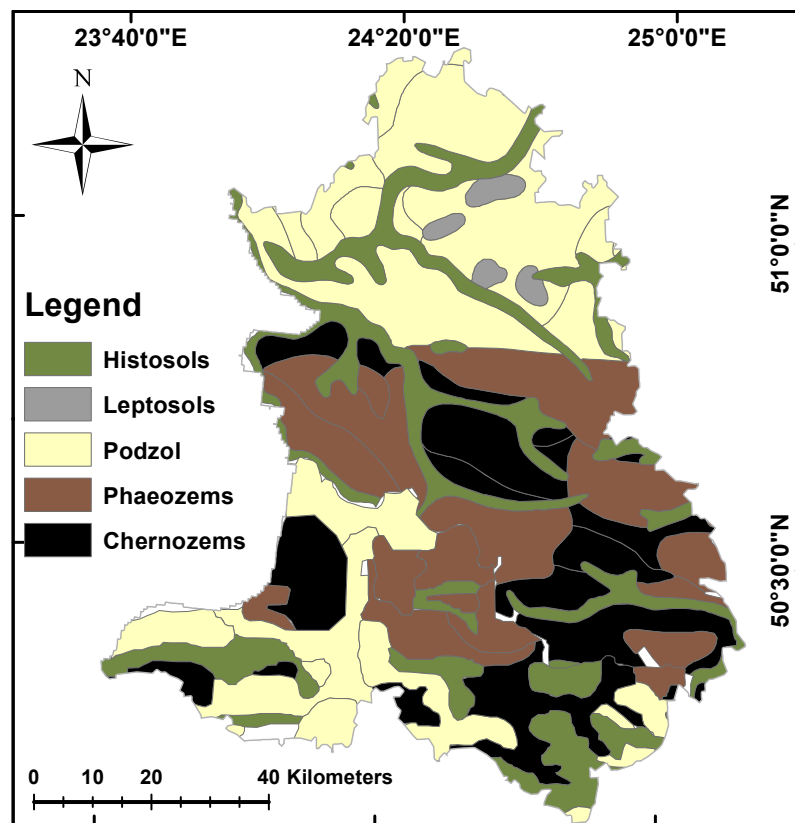 23°40'0"E 24°20'0"E 25°0'0"E
N
51°0'0"N
Legend
Histosols
Leptosols
Podzol
Phaeozems
Chernozems
50°30'0"N
0 10 20 40 Kilometers